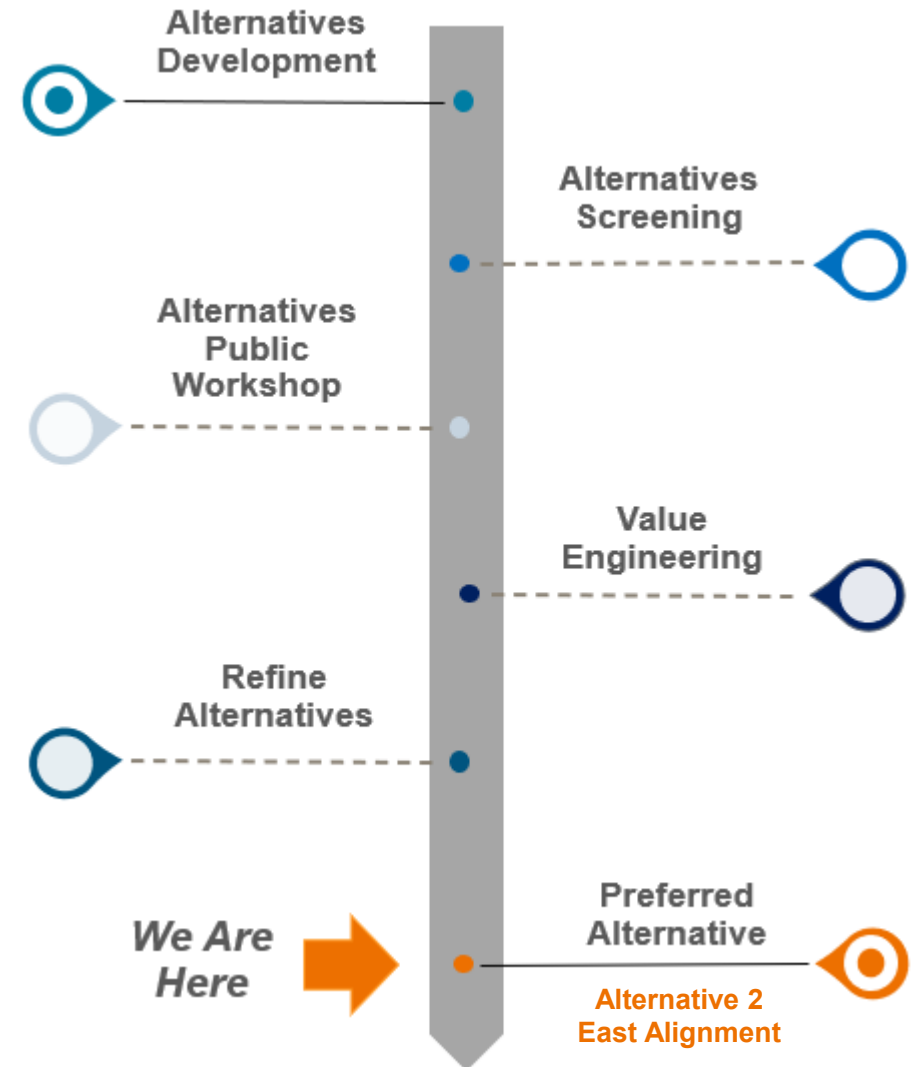 Alternatives
Development
Alternatives
Screening
Alternatives
Public
Workshop
Value
Engineering
Refine
Alternatives
We Are
Here
Preferred
Alternative
Alternative 2
East Alignment